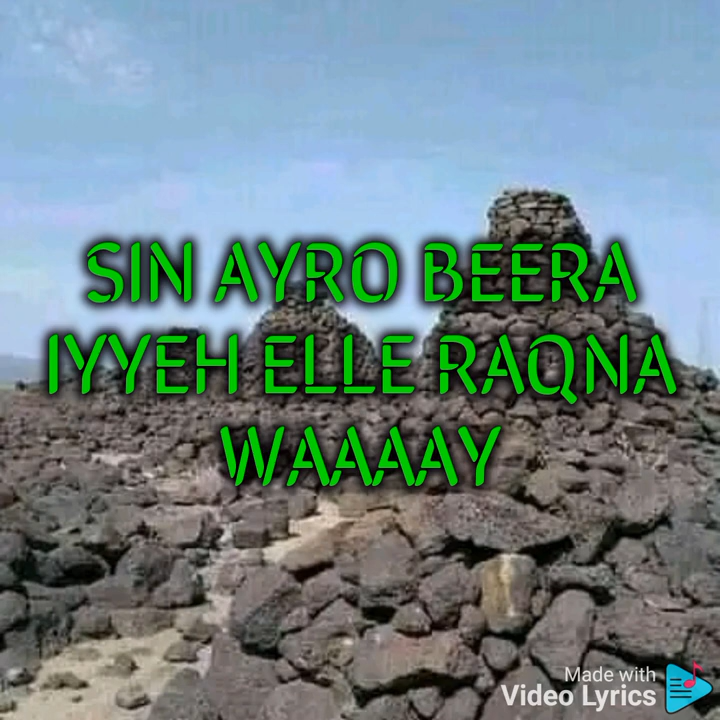 SIN AYRO BEERA
IYYEH ELLE RAQNA
WAAAAY
Made with
Video Lyrics